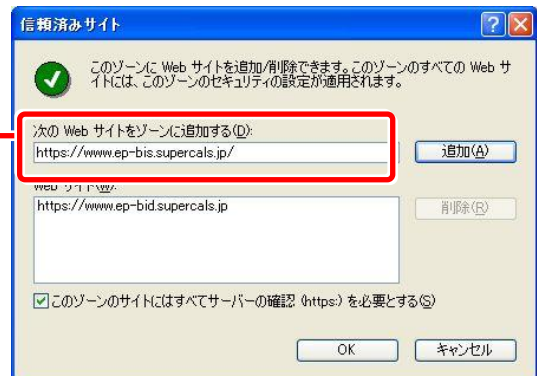 信頼済みサイト
このゾーンに Web サイトを追加/削除できます。このゾーンのすべての Web サ
イトには、このゾーンのセキュリティの設定が適用されます。
次の Web サイトをゾーンに追加する(D):
https://www.ep-bis.supercals.jp/
追加(A)
Web サイト(W):
https://www.ep-bid.supercals.jp
削除(R)
このゾーンのサイトにはすべてサーバーの確認 (https:) を必要とする(S)
OK
キャンセル